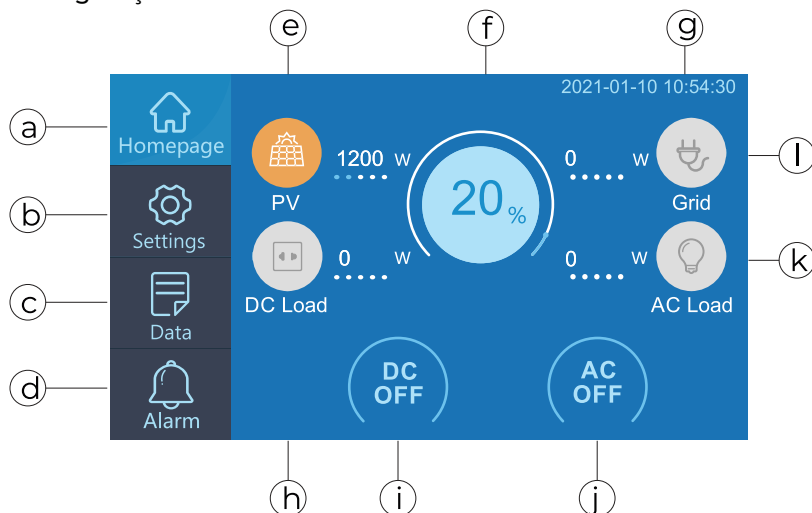 e f g
2021-01-10 10:54:30
a
Homepage
1200 W
0 W
l
PV
20%
Grid
b
Settings
0 W
0 W
k
DC Load
AC Load
c
Data
d
Alarm
DC
OFF
AC
OFF
h i j